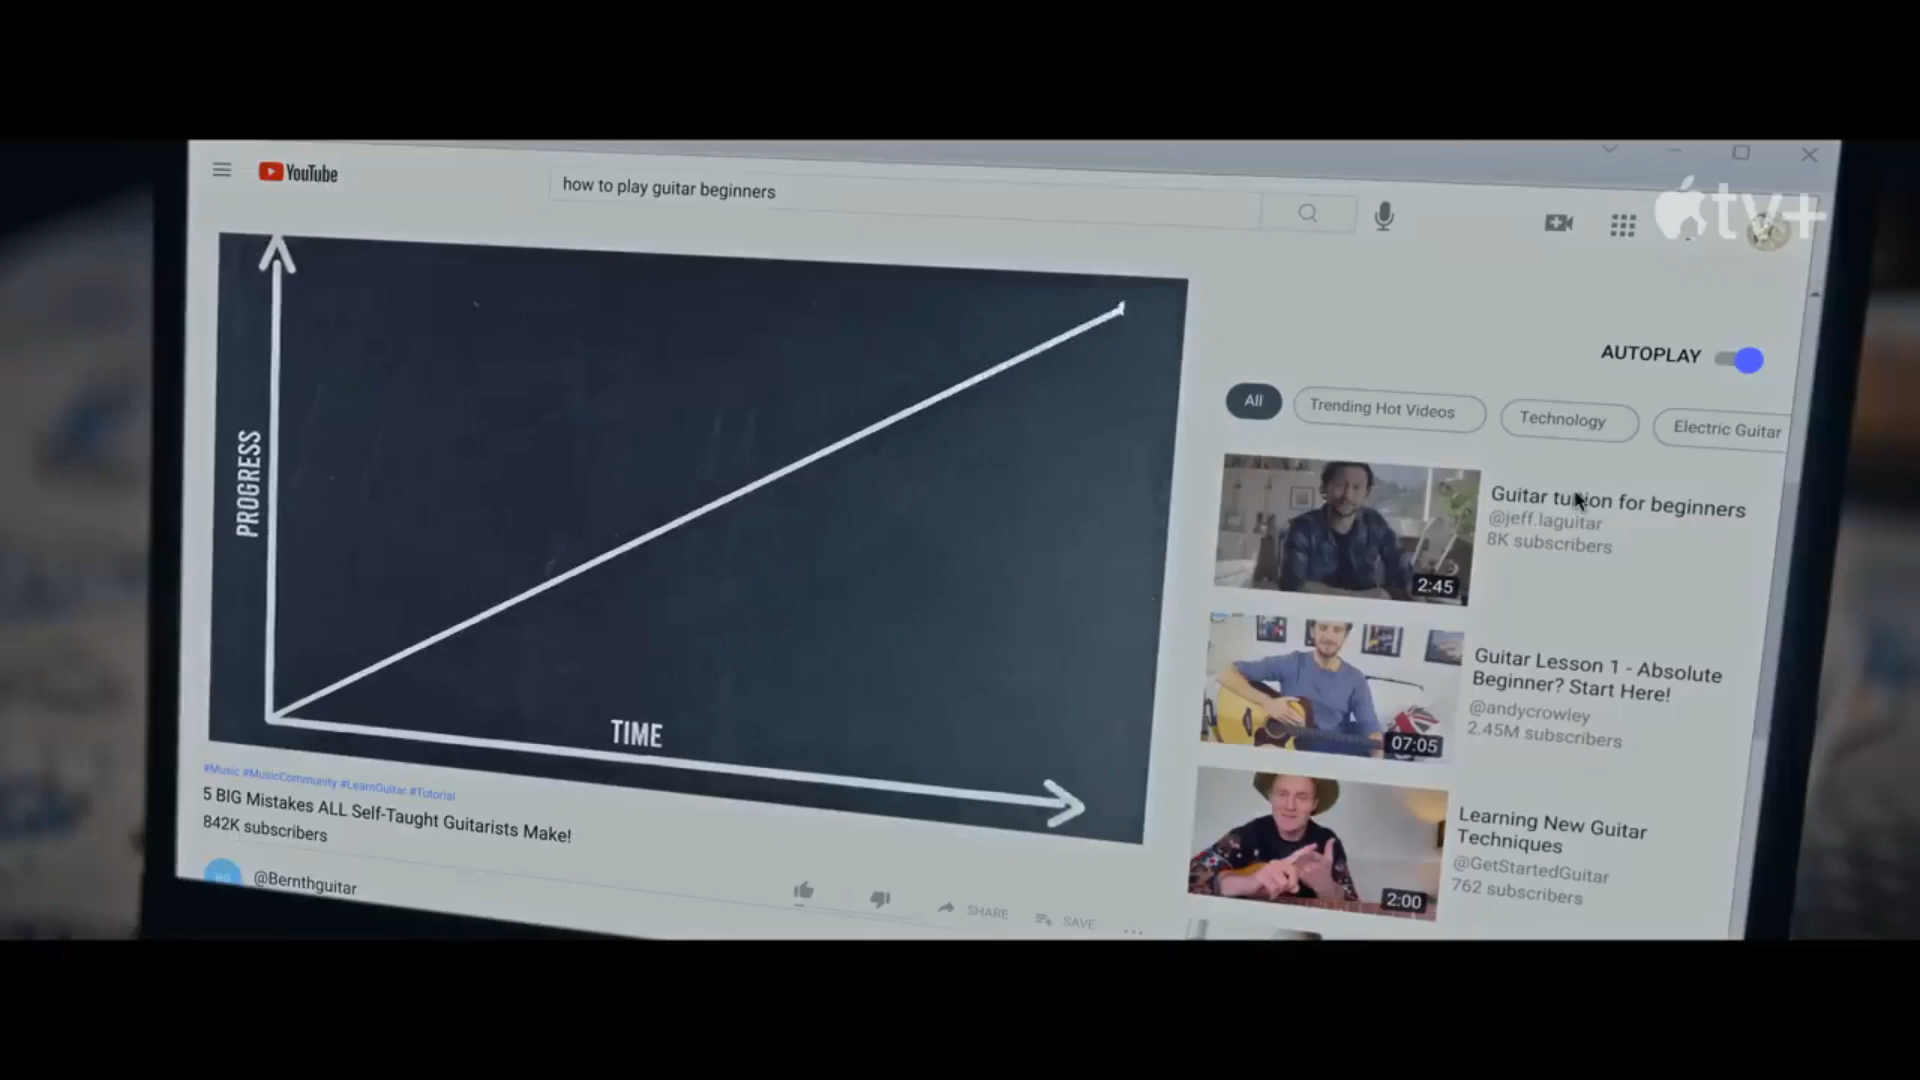 YouTube
how to play guitar beginners
tv+
PROGRESS
TIME
#Music #MusicCommunity #LearnGuitar #Tutorial
5 BIG Mistakes ALL Self-Taught Guitarists Make!
842K subscribers
@Bernthguitar
SHARE
SAVE
AUTOPLAY
All
Trending Hot Videos
Technology
Electric Guitar
2:45
Guitar tuition for beginners
@jeff.laguitar
8K subscribers
07:05
Guitar Lesson 1 - Absolute
Beginner? Start Here!
@andycrowley
2.45M subscribers
2:00
Learning New Guitar
Techniques
@GetStartedGuitar
762 subscribers